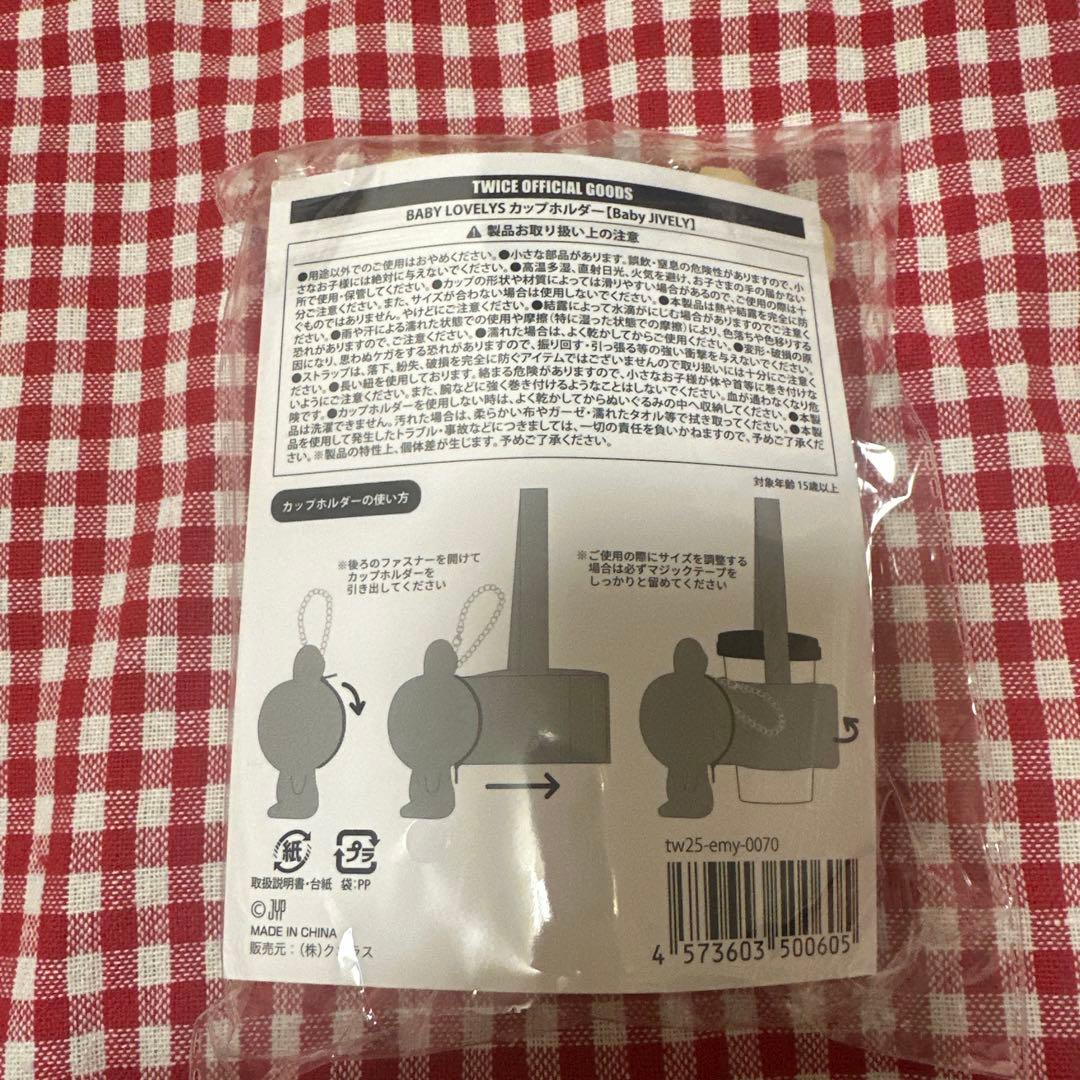 TWICE OFFICIAL GOODS
BABY LOVELYS カップホルダー【Baby JIVELY】
⚠ 製品お取り扱い上の注意
●用途以外でのご使用はおやめください。●小さな部品があります。誤飲・窒息の危険性がありますので、小
さなお子様には絶対に与えないでください。●高温多湿、直射日光、火気を避け、お子さまの手の届かない
所で使用・保管してください。●カップの形状や材質によっては滑りやすい場合があるので、ご使用の際は十
分ご注意ください。また、サイズが合わない場合は使用しないでください。●本製品は熱や結露を完全に防
ぐものではありません。やけどにご注意ください。●結露によって水滴がにじむ場合がありますのでご注意く
ださい。●雨や汗による濡れた状態での使用や摩擦（特に湿った状態での摩擦）により、色落ちや色移りする
恐れがありますので、ご注意ください。●濡れた場合は、よく乾かしてからご使用ください。●変形・破損の原
因になり、思わぬケガをする恐れがありますので、振り回す・引っ張る等の強い衝撃を与えないでください。
●ストラップは、落下、紛失、破損を完全に防ぐアイテムではございませんので取り扱いには十分にご注意くだ
さい。●長い紐を使用しております。絡まる危険がありますので、小さなお子様が体や首等に巻き付けな
いようにご注意ください。また、腕などに強く巻き付けるようなことはしないでください。血が通わなくなり危
険です。●カップホルダーを使用しない時は、よく乾かしてからぬいぐるみの中へ収納してください。●本製
品は洗濯できません。汚れた場合は、柔らかい布やガーゼ・濡れたタオル等で拭き取ってください。●本製
品を使用して発生したトラブル・事故などにつきましては、一切の責任を負いかねますので、予めご了承くだ
さい。※製品の特性上、個体差が生じます。予めご了承ください。
対象年齢 15歳以上
カップホルダーの使い方
※後ろのファスナーを開けて
カップホルダーを
引き出してください
※ご使用の際にサイズを調整する
場合は必ずマジックテープを
しっかりと留めてください
紙
プラ
取扱説明書・台紙 袋：PP
© JYP
MADE IN CHINA
販売元：（株）
tw25-emy-0070
4 573603 500605